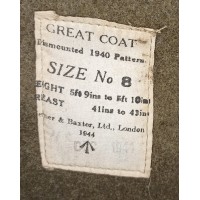 GREAT COAT
Dismounted 1940 Pattern
SIZE No 8
EIGHT 5ft 9ins to 5ft 10ins
REAST 41ins to 43ins
& Baxter, Ltd., London
1944